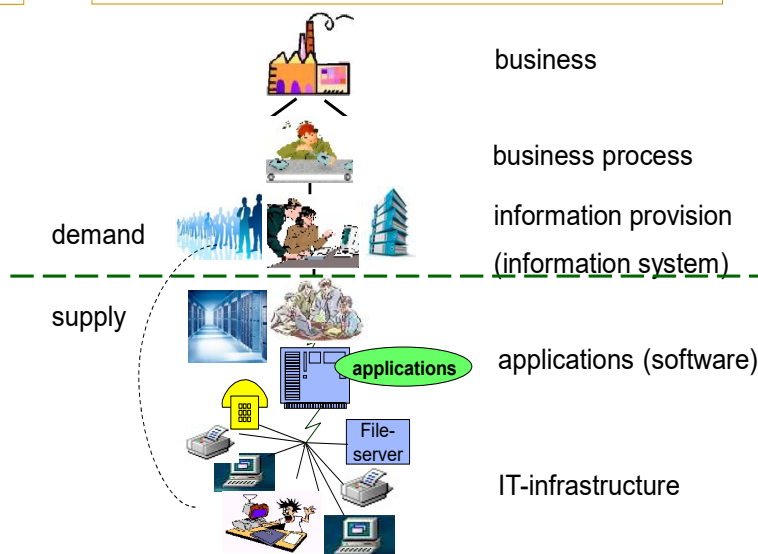 business
business process
information provision
demand
(information system)
supply
applications
applications (software)
File-
server
IT-infrastructure